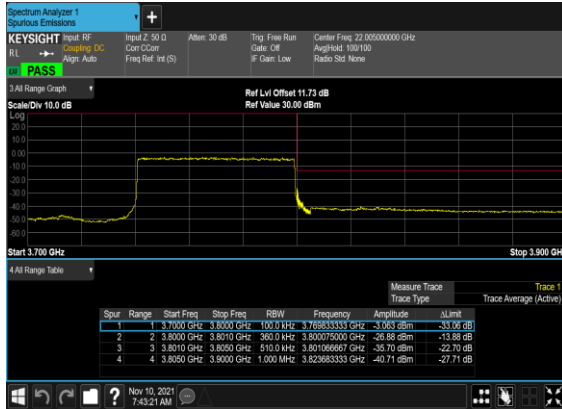 Spectrum Analyzer 1
Spurious Emissions
+
KEYSIGHT Input: RF Input Z: 50 Ω Atten: 30 dB Trig: Free Run Center Freq: 22.005000000 GHz
RL Coupling: DC Corr CCorr Gate: Off Avg|Hold: 100/100
Align: Auto Freq Ref: Int (S) IF Gain: Low Radio Std: None
PASS
3 All Range Graph
Ref Lvl Offset 11.73 dB
Scale/Div 10.0 dB Ref Value 30.00 dBm
Log
20.0
10.0
0.00
-10.0
-20.0
-30.0
-40.0
-50.0
-60.0
Start 3.700 GHz Stop 3.900 GH
4 All Range Table
Measure Trace Trace 1
Trace Type Trace Average (Active)
Spur Range Start Freq Stop Freq RBW Frequency Amplitude ΔLimit
1 1 3.7000 GHz 3.8000 GHz 100.0 kHz 3.769833333 GHz -3.063 dBm -33.06 dB
2 2 3.8000 GHz 3.8010 GHz 360.0 kHz 3.800075000 GHz -26.88 dBm -13.88 dB
3 3 3.8010 GHz 3.8050 GHz 510.0 kHz 3.801066667 GHz -35.70 dBm -22.70 dB
4 4 3.8050 GHz 3.9000 GHz 1.000 MHz 3.823683333 GHz -40.71 dBm -27.71 dB
? Nov 10, 2021
7:43:21 AM